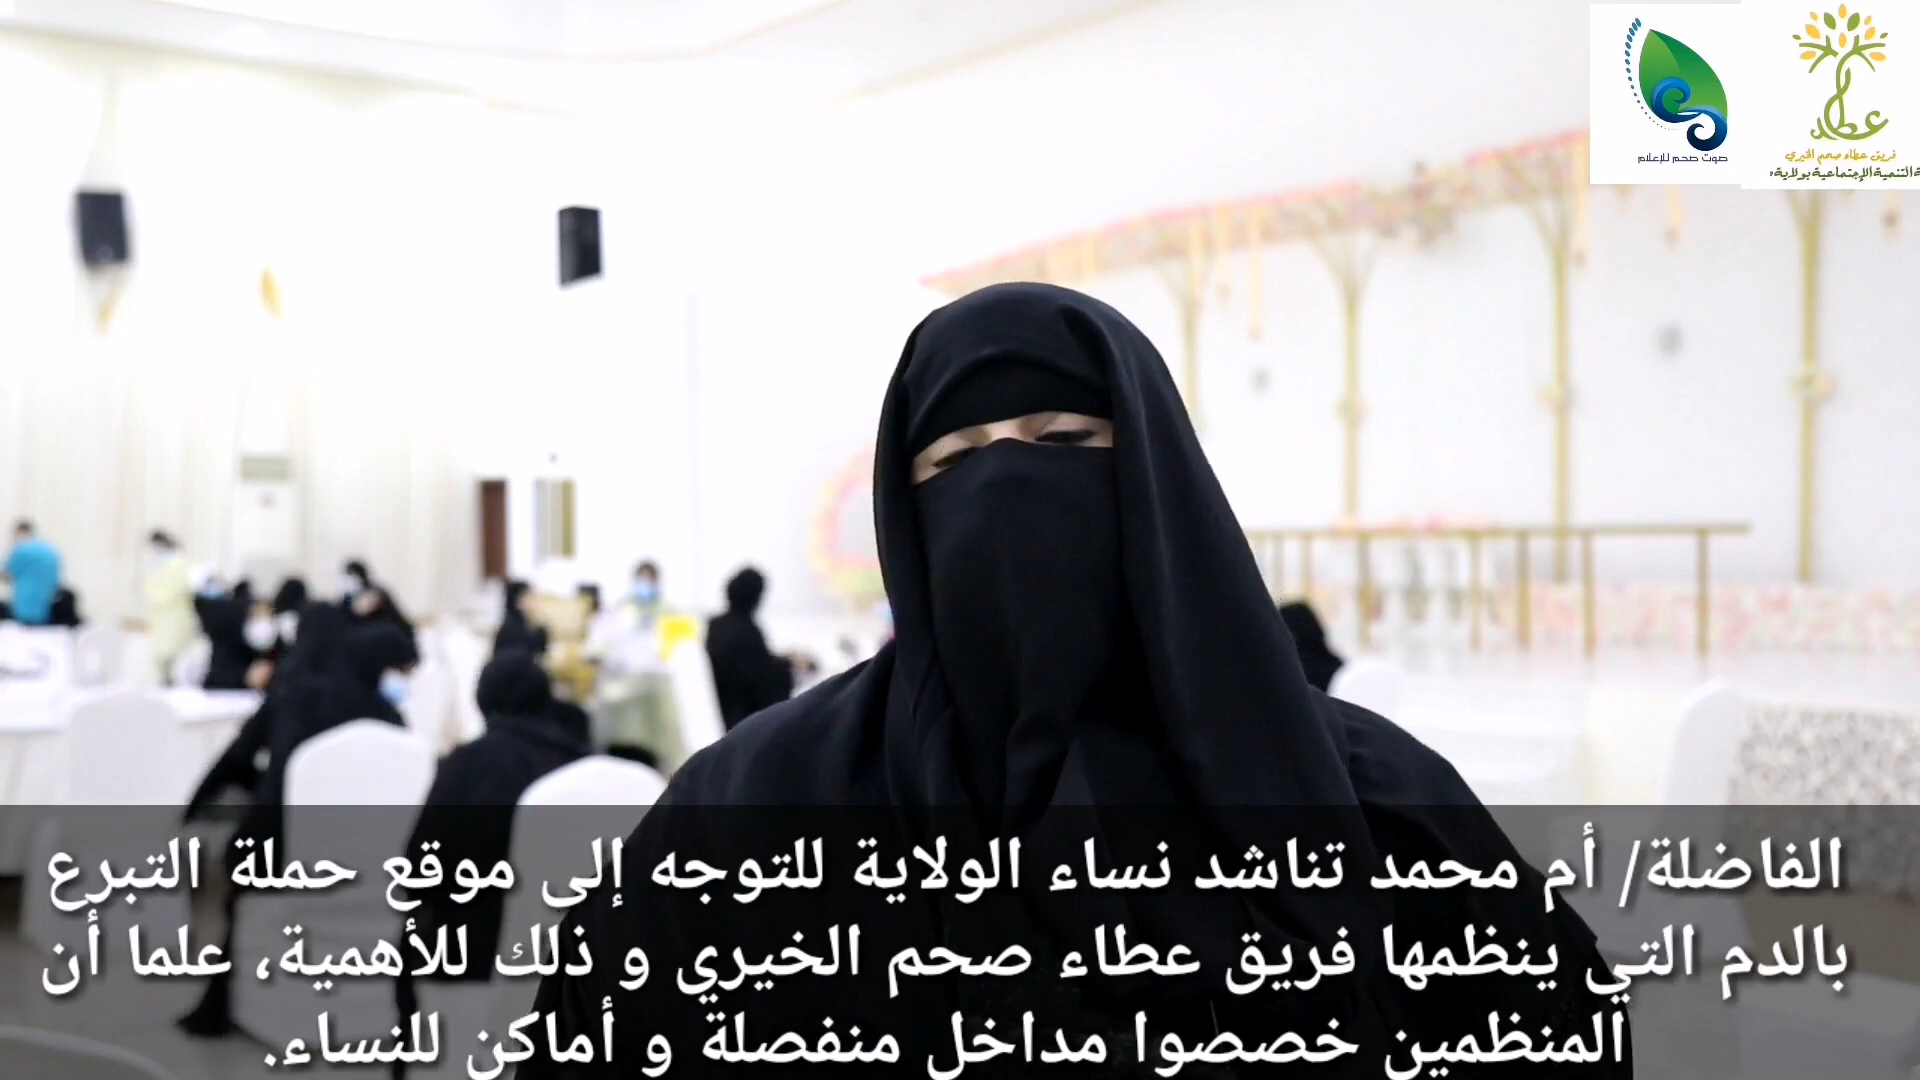 صوت صحم للإعلام
عطاء
فريق عطاء صحم الخيري
التنمية الإجتماعية بولاية
الفاضلة/ أم محمد تناشد نساء الولاية للتوجه إلى موقع حملة التبرع
بالدم التي ينظمها فريق عطاء صحم الخيري و ذلك للأهمية، علما أن
المنظمين خصصوا مداخل منفصلة و أماكن للنساء.